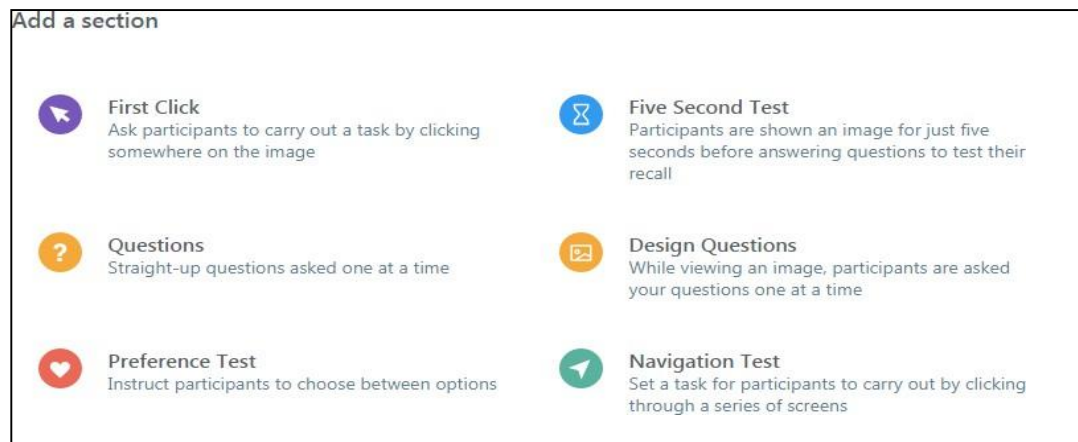 Add a section
First Click
Ask participants to carry out a task by clicking
somewhere on the image
Five Second Test
Participants are shown an image for just five
seconds before answering questions to test their
recall
Questions
Straight-up questions asked one at a time
Design Questions
While viewing an image, participants are asked
your questions one at a time
Preference Test
Instruct participants to choose between options
Navigation Test
Set a task for participants to carry out by clicking
through a series of screens